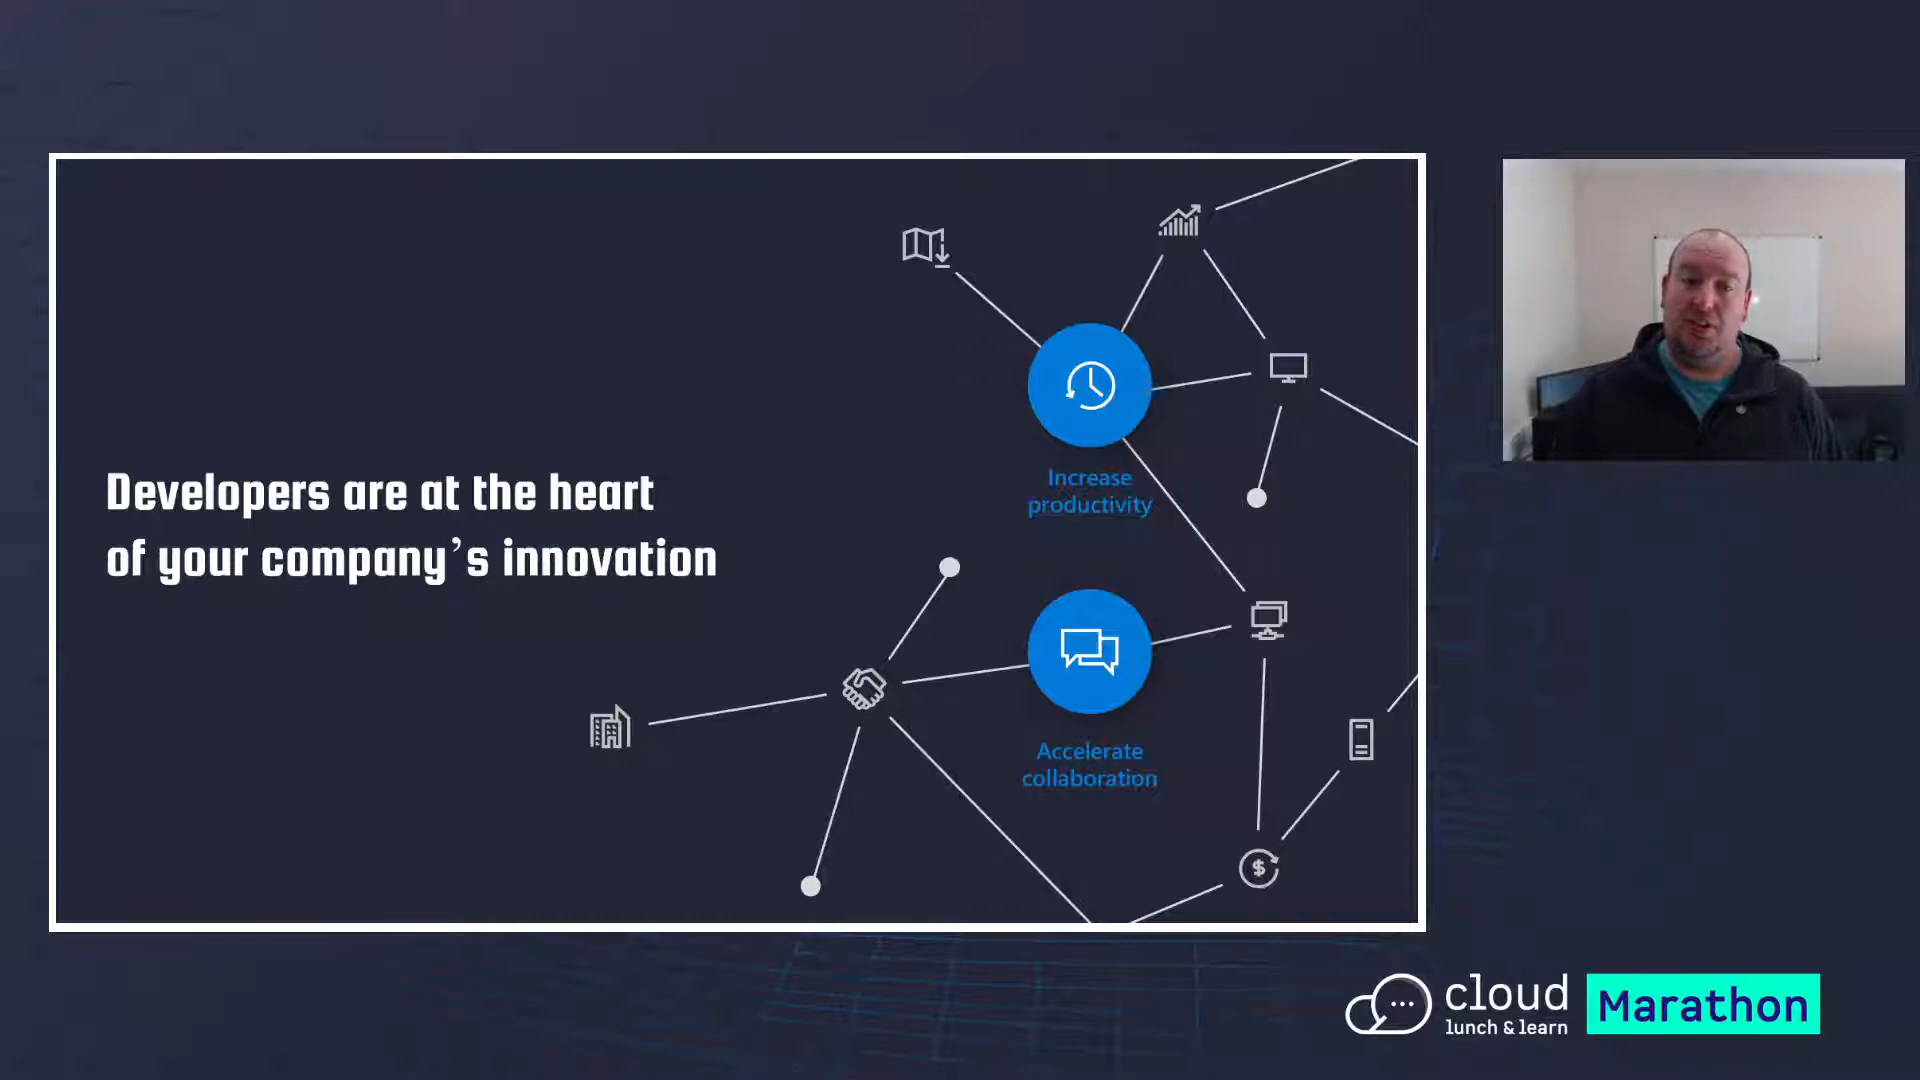 Developers are at the heart
of your company’s innovation
Increase
productivity
Accelerate
collaboration
$
cloud
lunch & learn
Marathon